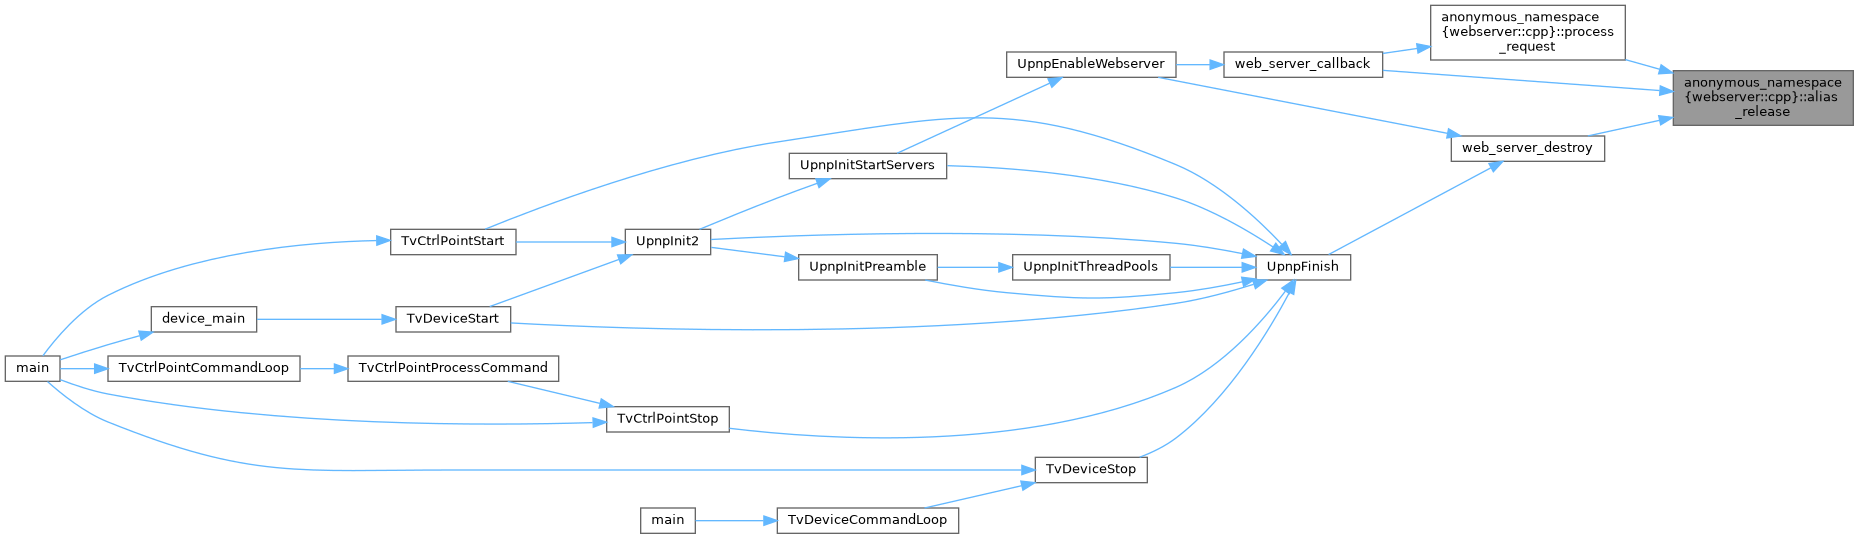 anonymous_namespace
{webserver::cpp}::process
_request
UpnpEnableWebserver
web_server_callback
anonymous_namespace
{webserver::cpp}::alias
_release
web_server_destroy
UpnpInitStartServers
TvCtrlPointStart
UpnpInit2
UpnpInitPreamble
UpnpInitThreadPools
UpnpFinish
device_main
TvDeviceStart
main
TvCtrlPointCommandLoop
TvCtrlPointProcessCommand
TvCtrlPointStop
TvDeviceStop
main
TvDeviceCommandLoop